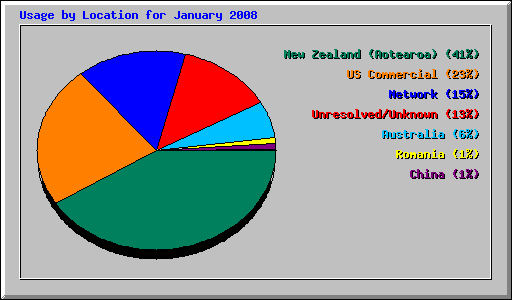 Usage by Location for January 2008
New Zealand (Aotearoa) (41%)
US Commercial (23%)
Network (15%)
Unresolved/Unknown (13%)
Australia (6%)
Romania (1%)
China (1%)